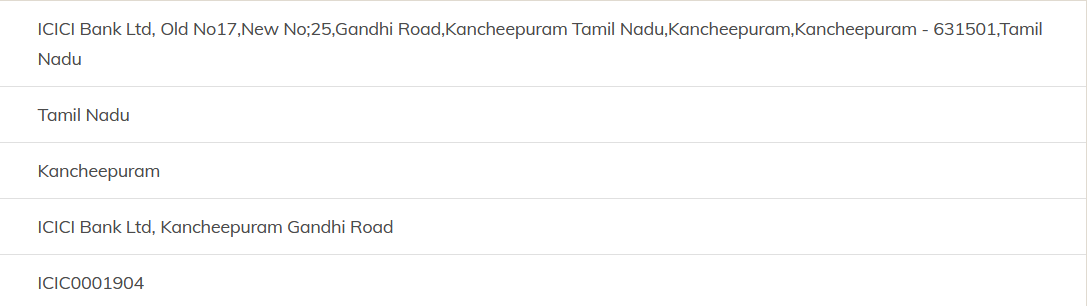 ICICI Bank Ltd, Old No17,New No;25,Gandhi Road,Kancheepuram Tamil Nadu,Kancheepuram,Kancheepuram - 631501,Tamil
Nadu
Tamil Nadu
Kancheepuram
ICICI Bank Ltd, Kancheepuram Gandhi Road
ICIC0001904